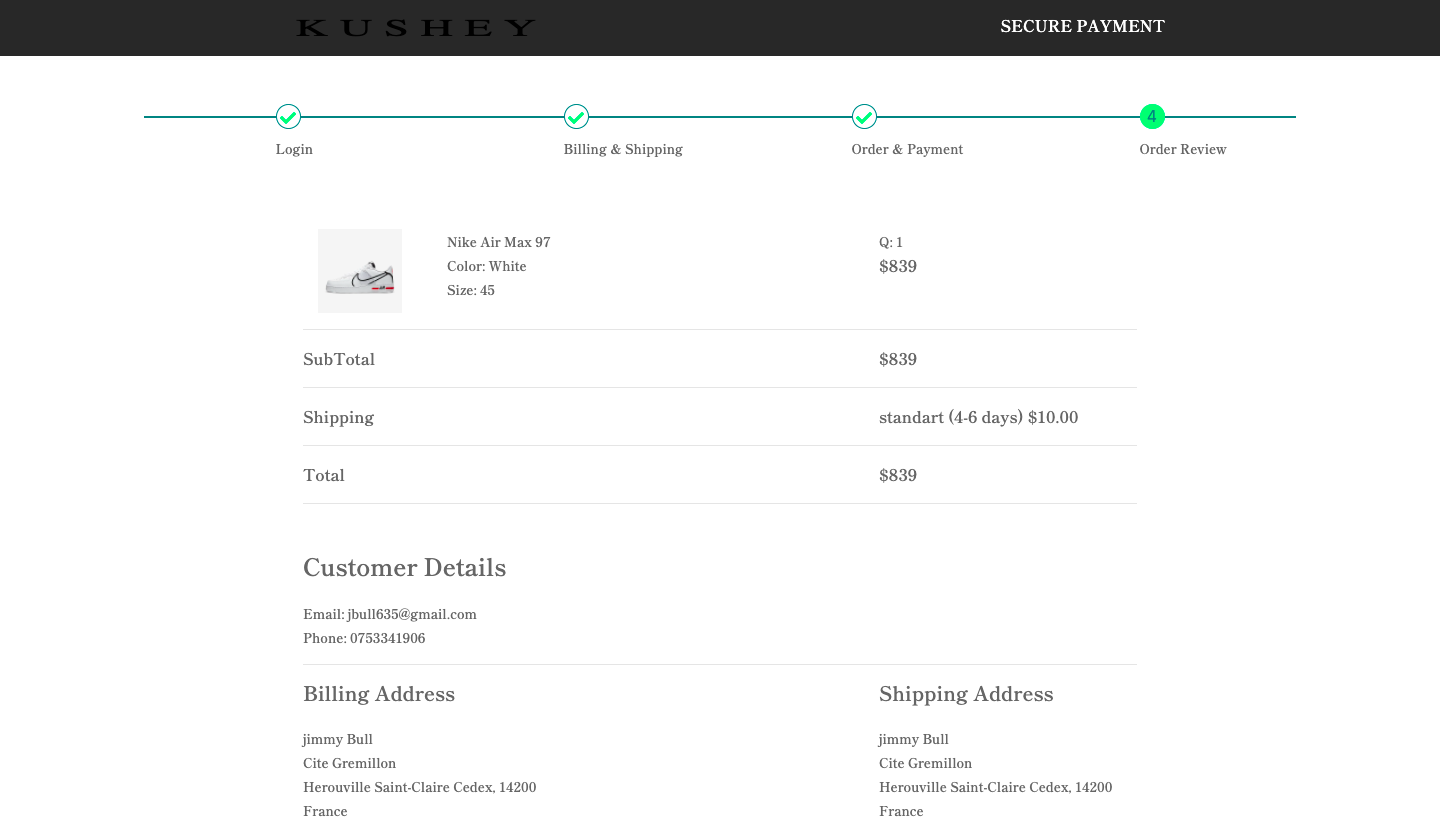 KUSHEY
SECURE PAYMENT
4
Login
Billing & Shipping
Order & Payment
Order Review
Nike Air Max 97
Color: White
Size: 45
Q: 1
$839
SubTotal
$839
Shipping
standart (4-6 days) $10.00
Total
$839
Customer Details
Email: jbull635@gmail.com
Phone: 0753341906
Billing Address
jimmy Bull
Cite Gremillon
Herouville Saint-Claire Cedex, 14200
France
Shipping Address
jimmy Bull
Cite Gremillon
Herouville Saint-Claire Cedex, 14200
France